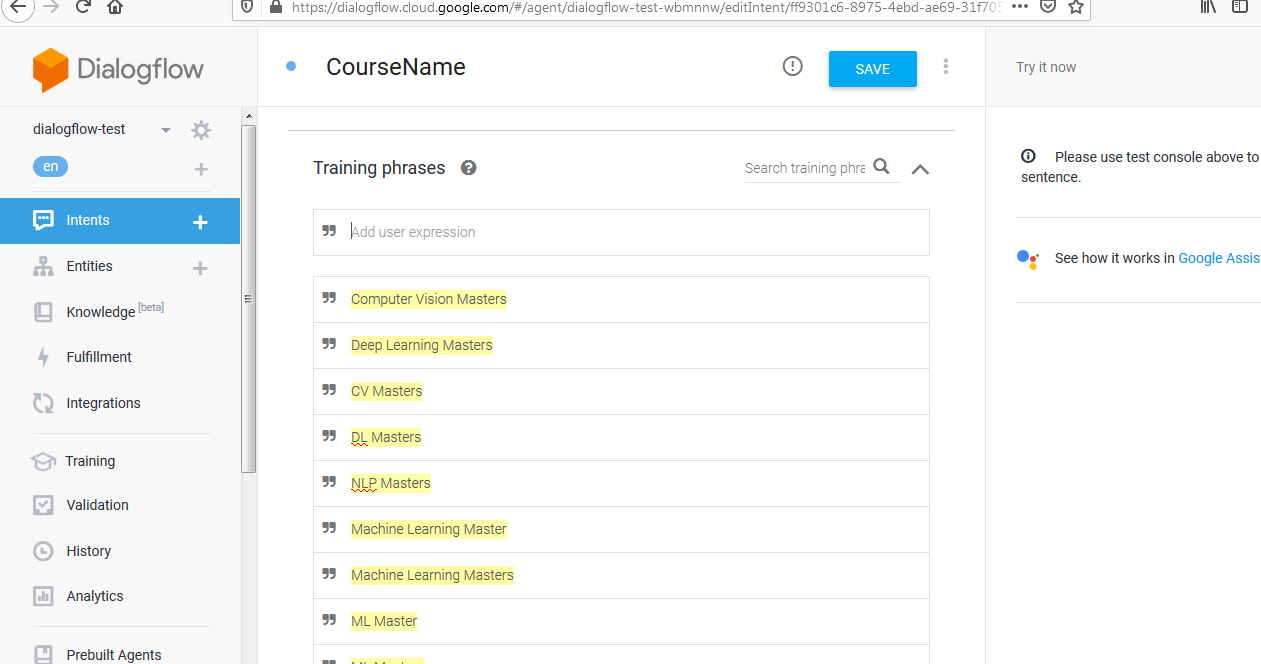 https://dialogflow.cloud.google.com/#/agent/dialogflow-test-wbmnnw/editIntent/ff9301c6-8975-4ebd-ae69-31f705
Dialogflow
CourseName
SAVE
Try it now
dialogflow-test
en
Intents
Entities
Knowledge [beta]
Fulfillment
Integrations
Training
Validation
History
Analytics
Prebuilt Agents
Training phrases
Search training phra
Add user expression
Computer Vision Masters
Deep Learning Masters
CV Masters
DL Masters
NLP Masters
Machine Learning Master
Machine Learning Masters
ML Master
Please use test console above to
sentence.
See how it works in Google Assis